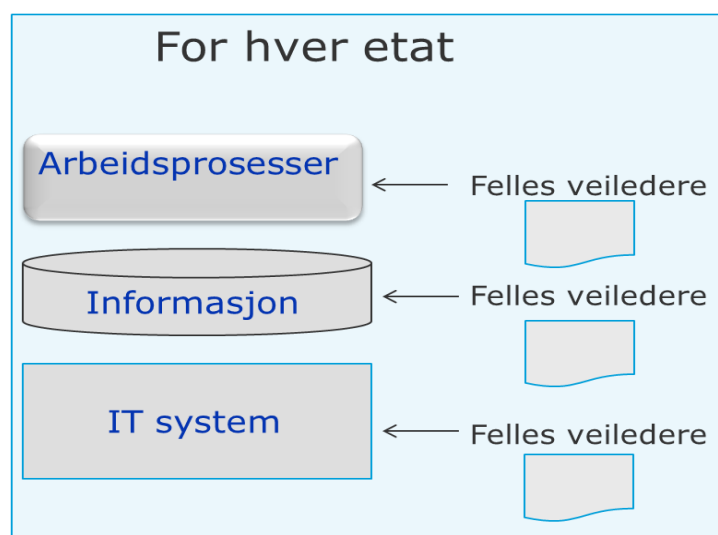 For hver etat
Arbeidsprosesser
Felles veiledere
Informasjon
Felles veiledere
IT system
Felles veiledere